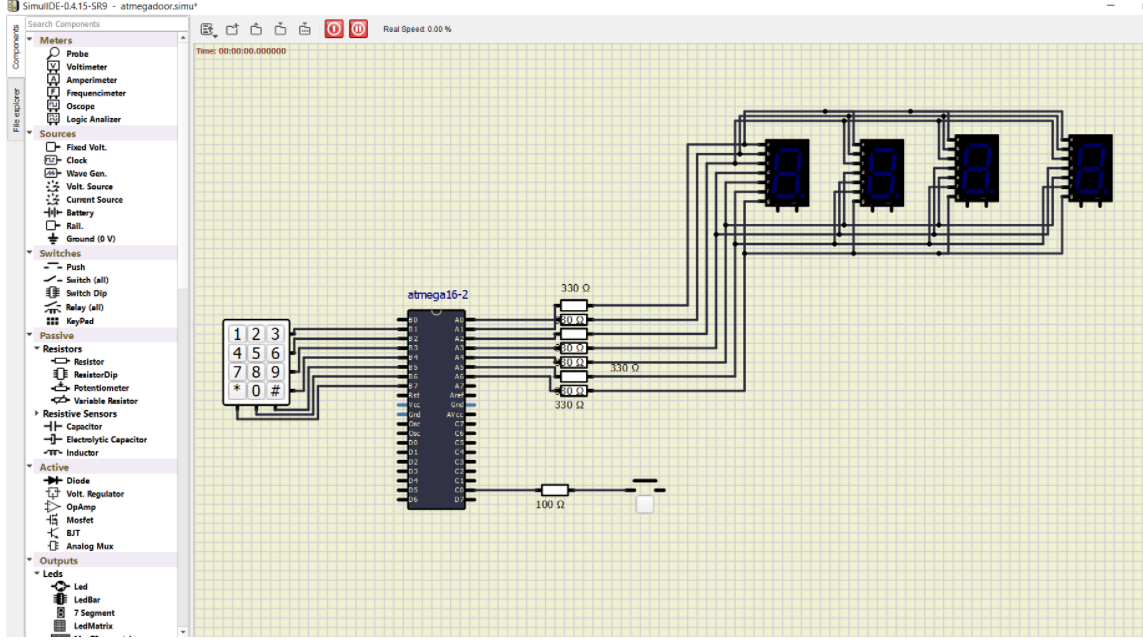 SimulIDE-0.4.15-SR9 - atmegadoor.simu*
Components
File explorer
Search Components
Meters
Probe
Voltimeter
Amperimeter
Frequencimeter
Oscope
Logic Analizer
Sources
Fixed Volt.
Clock
Wave Gen.
Volt. Source
Current Source
Battery
Rail.
Ground (0 V)
Switches
Push
Switch (all)
Switch Dip
Relay (all)
KeyPad
Passive
Resistors
Resistor
ResistorDip
Potentiometer
Variable Resistor
Resistive Sensors
Capacitor
Electrolytic Capacitor
Inductor
Active
Diode
Volt. Regulator
OpAmp
Mosfet
BJT
Analog Mux
Outputs
Leds
Led
LedBar
7 Segment
LedMatrix
Real Speed: 0.00 %
Time: 00:00:00.000000
330 Ω
atmega16-2
1 2 3
4 5 6
7 8 9
* 0 #
B0 A0
B1 A1
B2 A2
B3 A3
B4 A4
B5 A5
B6 A6
B7 A7
Rst Aref
Vcc Gnd
Gnd AVcc
Osc C7
Osc C6
D0 C5
D1 C4
D2 C3
D3 C2
D4 C1
D5 C0
D6 D7
330 Ω
330 Ω
100 Ω